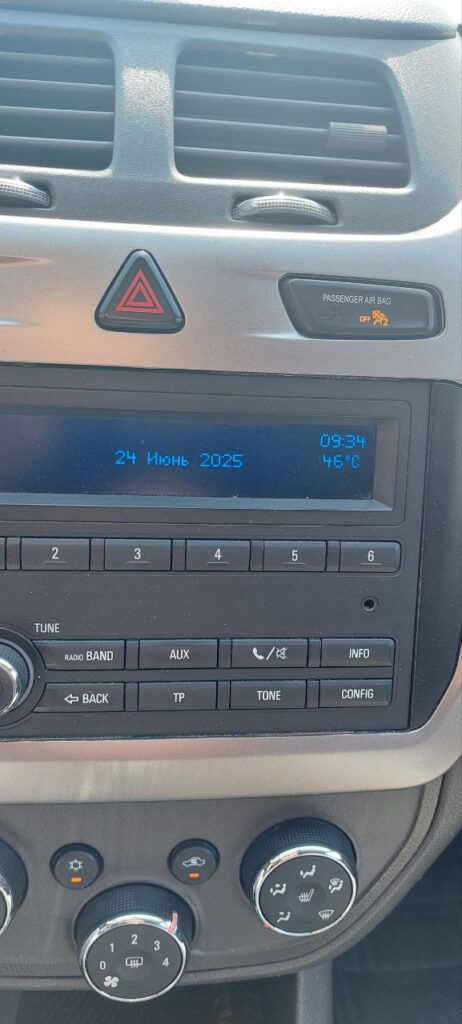 PASSENGER AIR BAG
OFF 2
09:34
24 Июнь 2025 46°C
2 3 4 5 6
TUNE
RADIO BAND AUX INFO
BACK TP TONE CONFIG
0 1 2 3 4